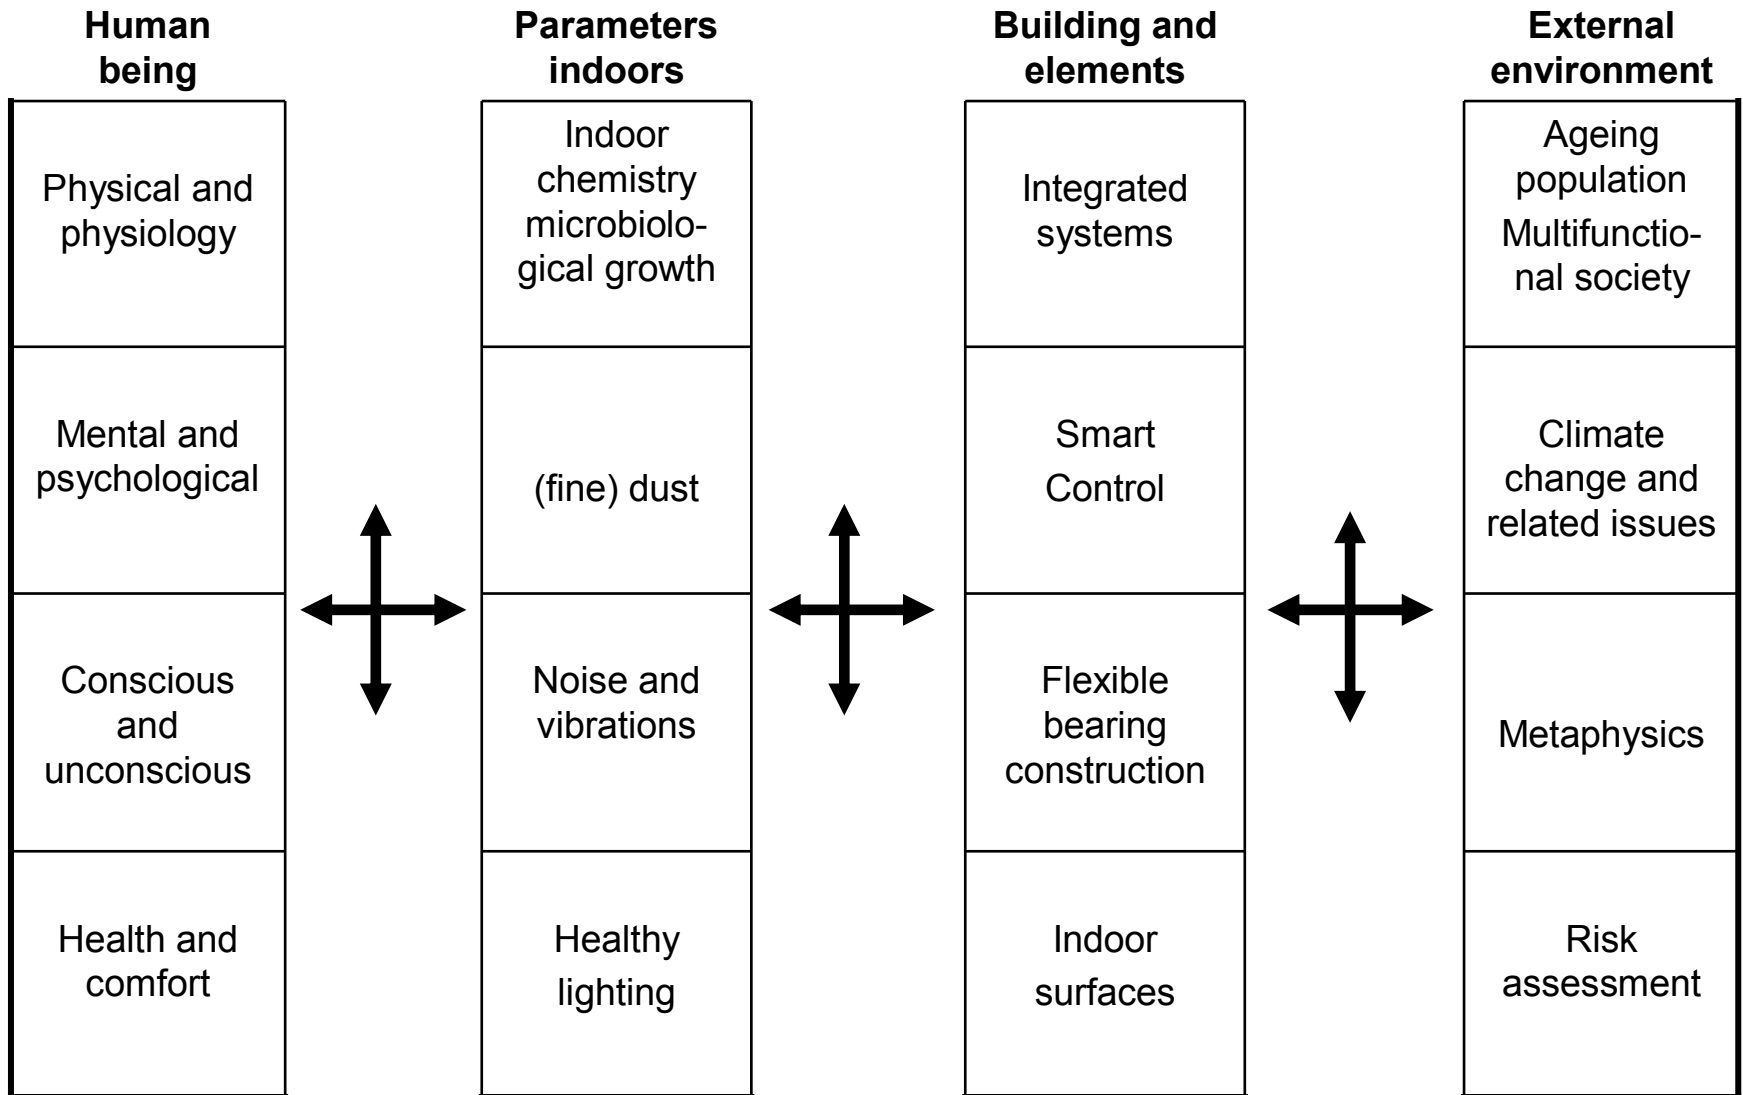 Human
being
Parameters
indoors
Building and
elements
External
environment
Physical and
physiology
Indoor
chemistry
microbiolo-
gical growth
Integrated
systems
Ageing
population
Multifunctio-
nal society
Mental and
psychological
(fine) dust
Smart
Control
Climate
change and
related issues
Conscious
and
unconscious
Noise and
vibrations
Flexible
bearing
construction
Metaphysics
Health and
comfort
Healthy
lighting
Indoor
surfaces
Risk
assessment